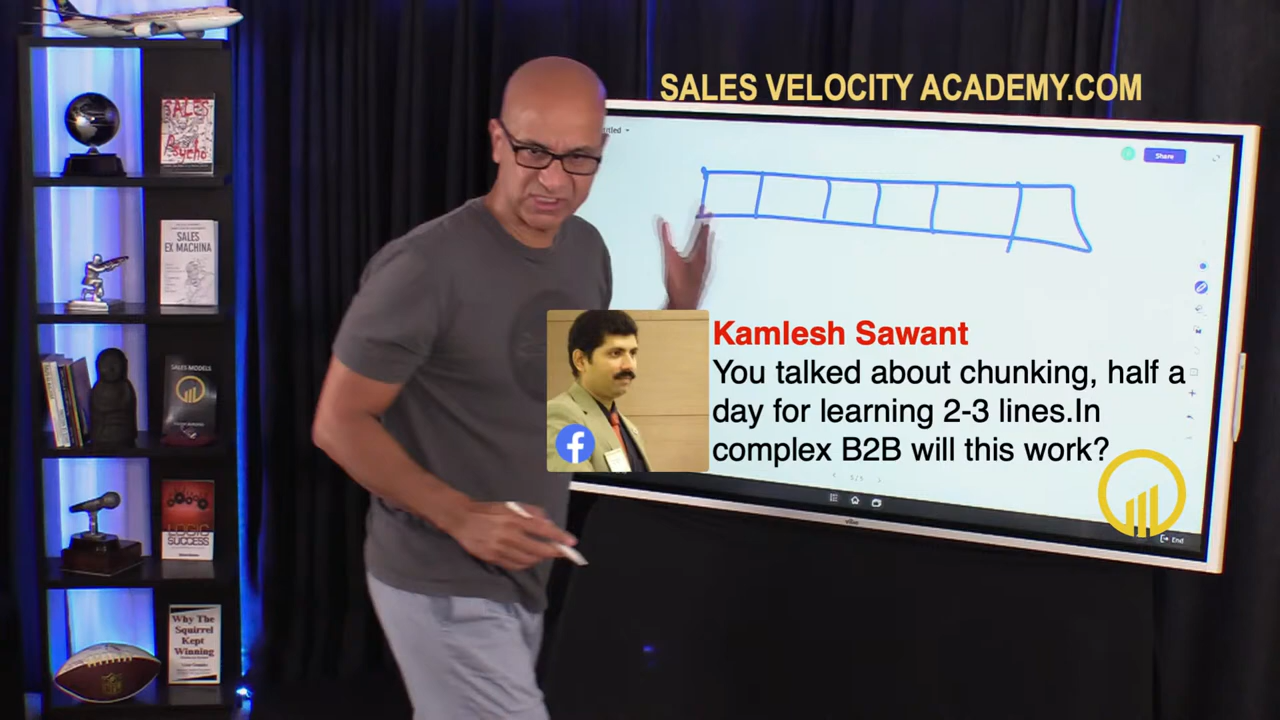 SALES VELOCITY ACADEMY.COM
Share
SALES
Psycho
SALES
EX MACHINA
SALES MODELS
LOGIC
SUCCESS
Why The
Squirrel
Kept
Winning
Kamlesh Sawant
You talked about chunking, half a
day for learning 2-3 lines.In
complex B2B will this work?
vibe
End